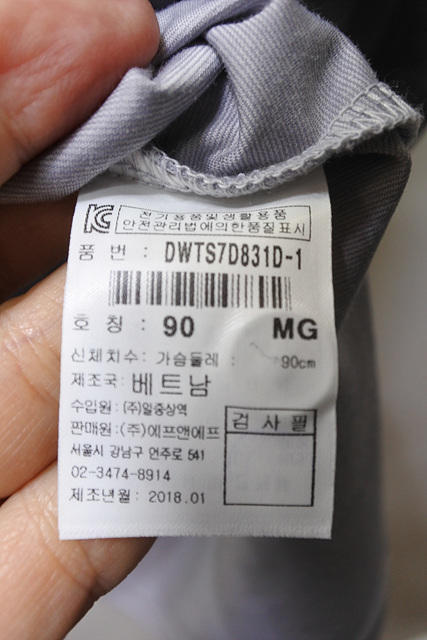 KC 전기용품및생활용품
안전관리법에의한품질표시
품 번 : DWTS7D831D-1
호 칭 : 90 MG
신체치수: 가슴둘레 : 90cm
제조국: 베트남
수입원: (주)일중상역
판매원: (주)에프앤에프
검 사 필
서울시 강남구 언주로 541
02-3474-8914
제조년월: 2018.01